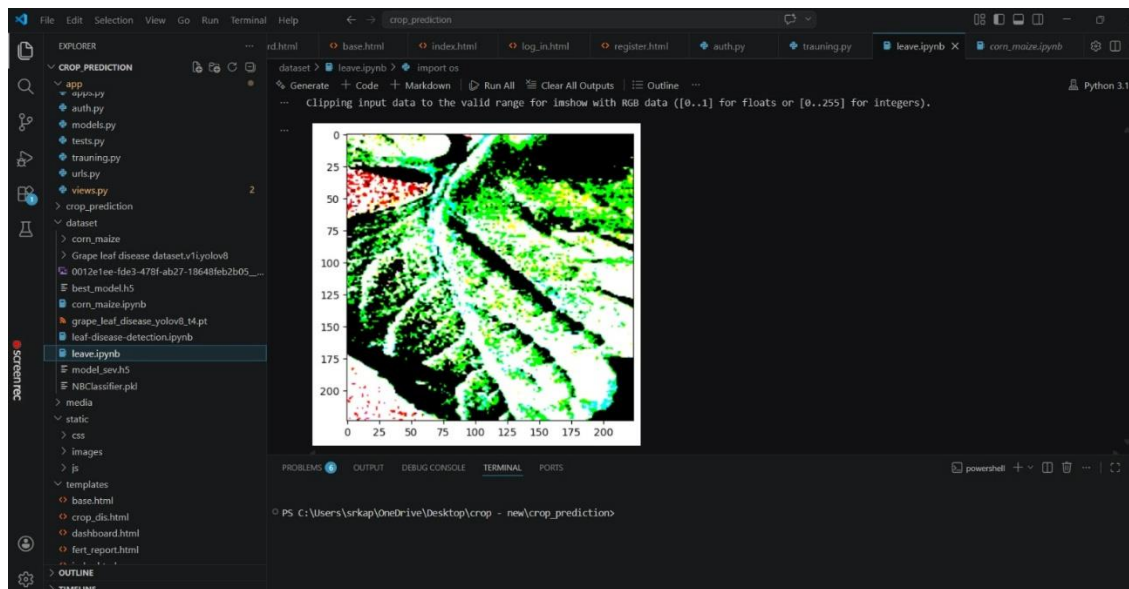 File Edit Selection View Go Run Terminal Help
crop_prediction
EXPLORER
CROP_PREDICTION
app
apps.py
auth.py
models.py
tests.py
trauning.py
urls.py
views.py 2
crop_prediction
dataset
corn_maize
Grape leaf disease dataset.v1i.yolov8
0012e1ee-fde3-478f-ab27-18648feb2b05__...
best_model.h5
corn_maize.ipynb
grape_leaf_disease_yolov8_t4.pt
leaf-disease-detection.ipynb
leave.ipynb
model_sev.h5
NBClassifier.pkl
media
static
css
images
js
templates
base.html
crop_dis.html
dashboard.html
fert_report.html
OUTLINE
TIMELINE
screenrec
rd.html base.html index.html log_in.html register.html auth.py trauning.py leave.ipynb corn_maize.ipynb
dataset > leave.ipynb > import os
Generate + Code + Markdown Run All Clear All Outputs Outline ...
Python 3.1
Clipping input data to the valid range for imshow with RGB data ([0..1] for floats or [0..255] for integers).
0
25
50
75
100
125
150
175
200
0 25 50 75 100 125 150 175 200
PROBLEMS 6 OUTPUT DEBUG CONSOLE TERMINAL PORTS
powershell
PS C:\Users\srkap\OneDrive\Desktop\crop - new\crop_prediction>